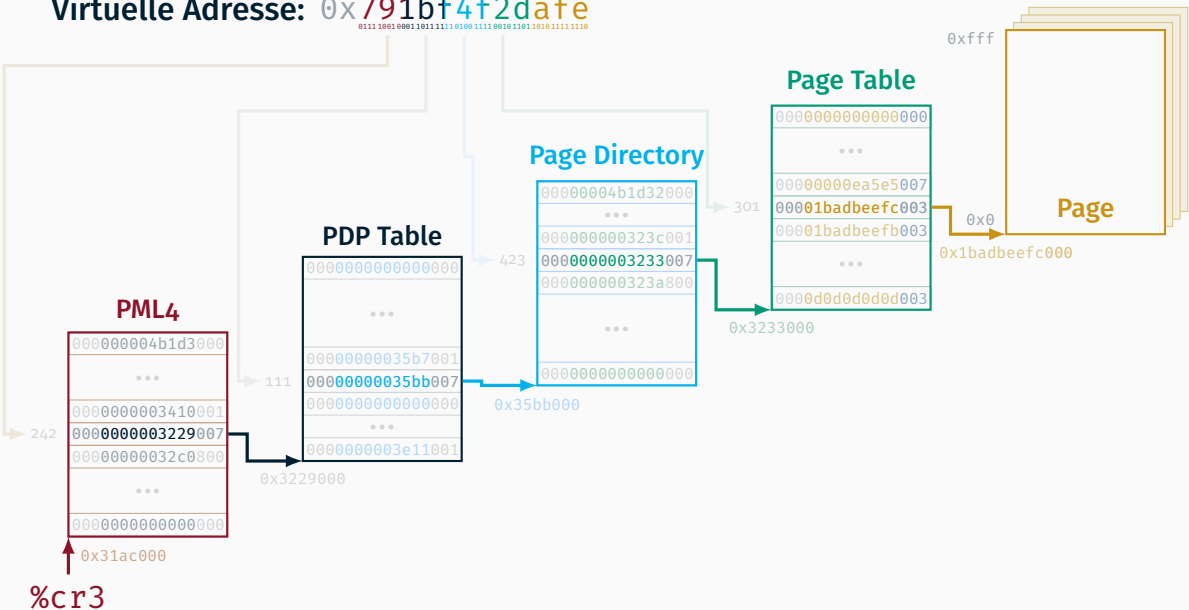 Virtuelle Adresse: 0x791bf4f2dafe
0111 1001 0001 1011 1111 0100 1111 0010 1101 1010 1111 1110
PML4
000000004b1d3000
•••
0000000003410001
242
0000000003229007
00000000032c0800
•••
0000000000000000
0x31ac000
%cr3
PDP Table
0000000000000000
•••
00000000035b7001
111
00000000035bb007
0000000000000000
•••
0000000003e11001
0x3229000
Page Directory
00000004b1d32000
•••
000000000323c001
423
0000000003233007
000000000323a800
•••
0000000000000000
0x35bb000
Page Table
0000000000000000
•••
00000000ea5e5007
301
00001badbeefc003
00001badbeefb003
•••
0000d0d0d0d0d003
0x3233000
0xfff
Page
0x0
0x1badbeefc000